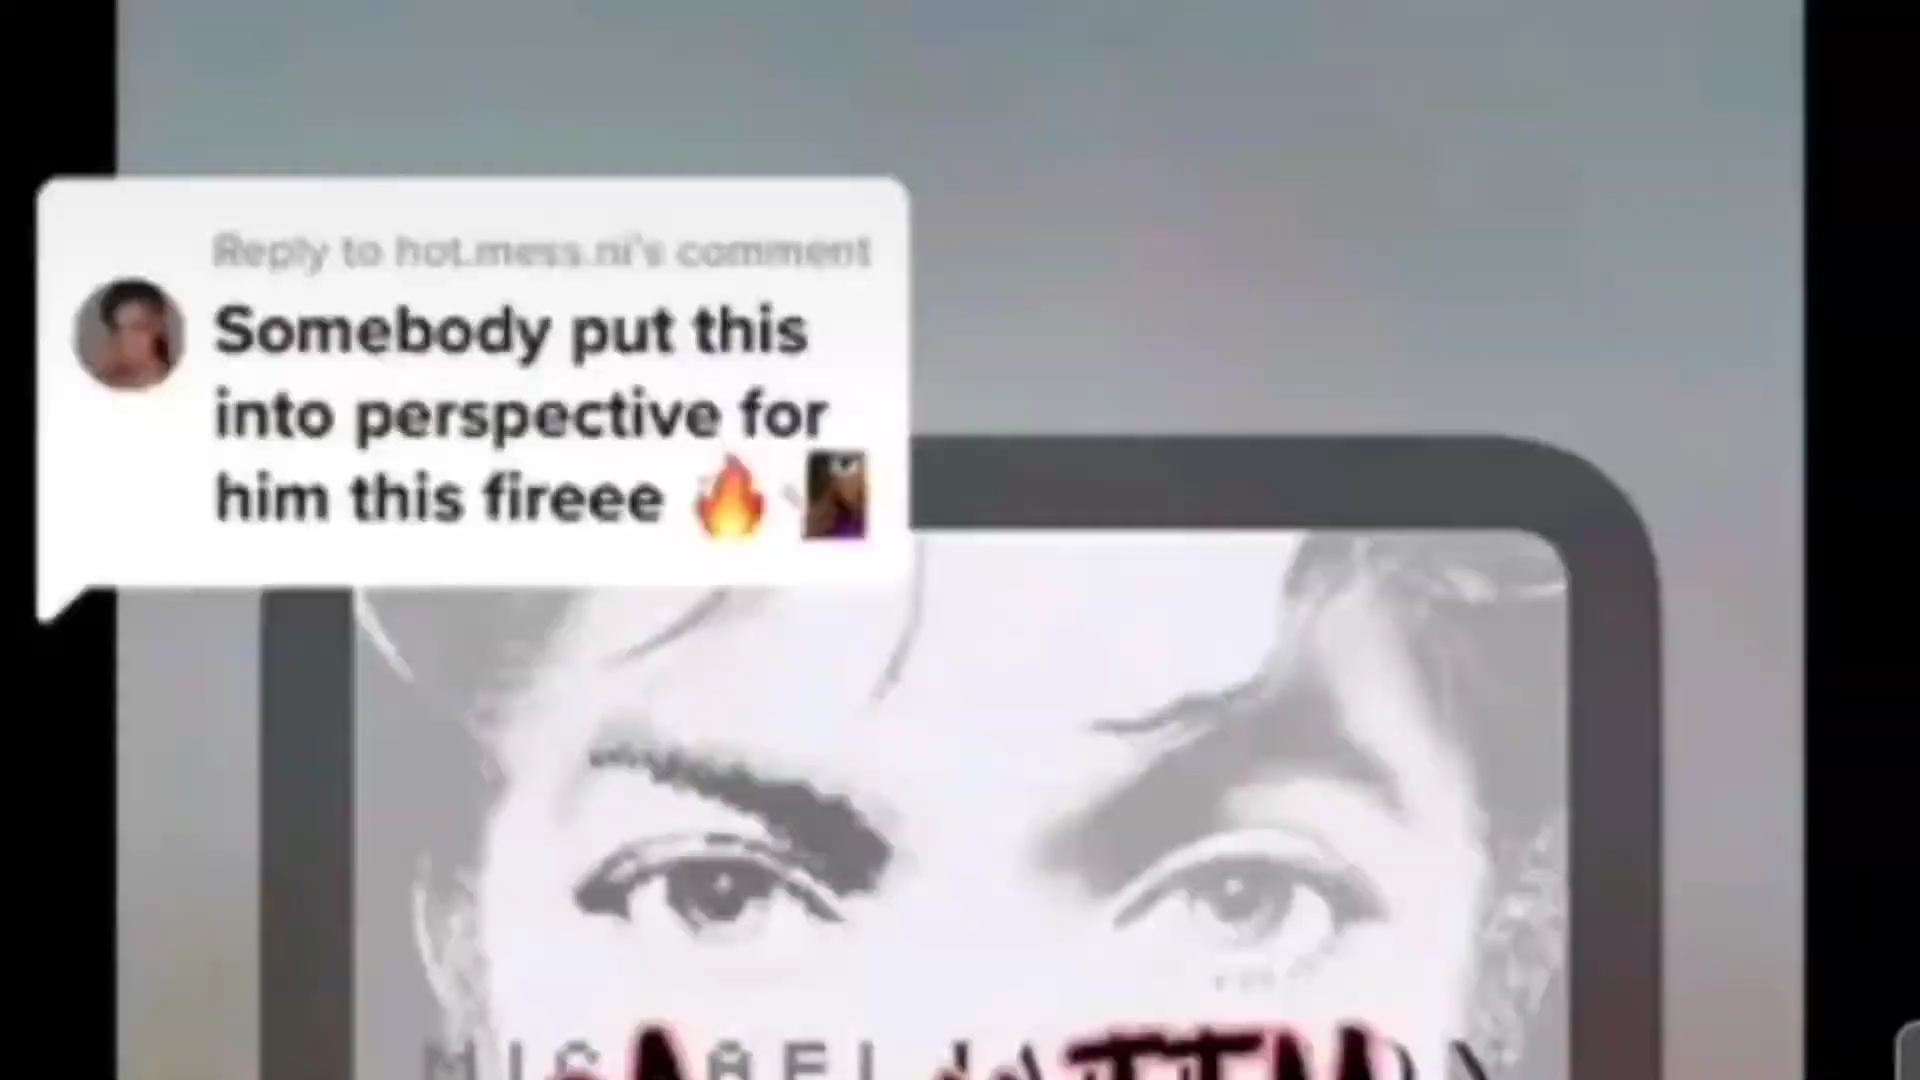 Reply to hot.mess.ni's comment
Somebody put this
into perspective for
him this fireee 🔥